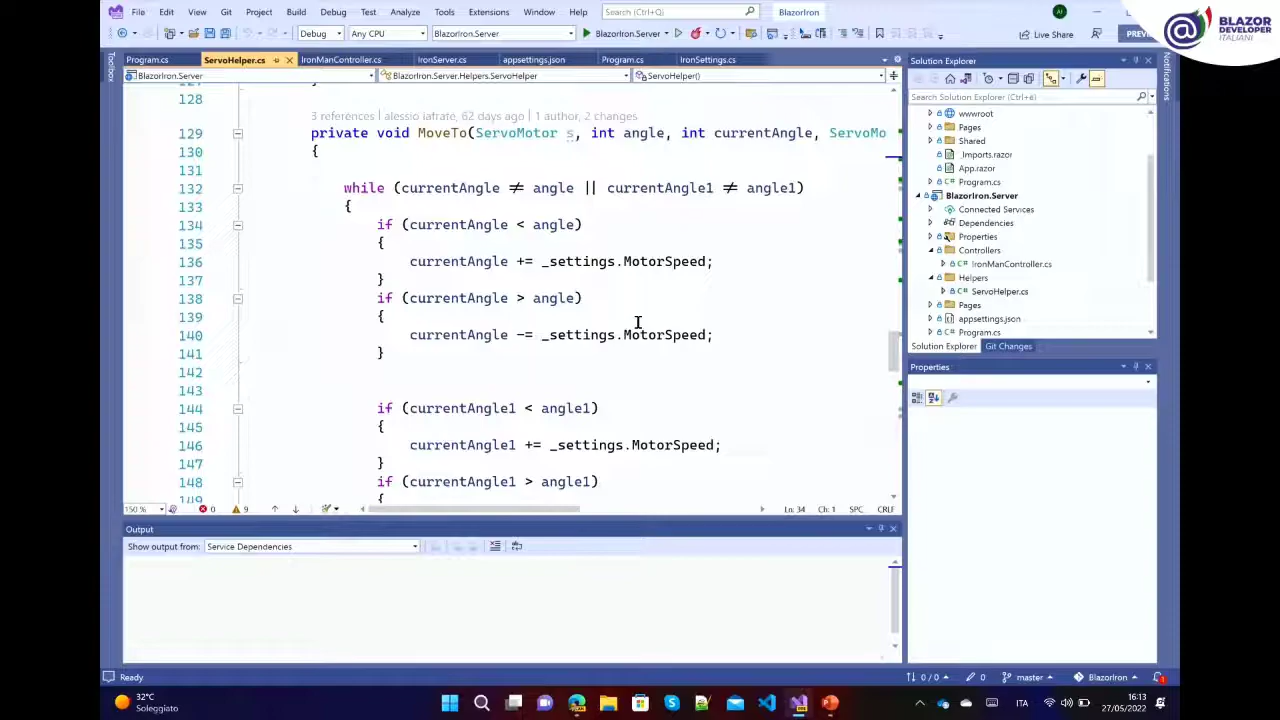 File Edit View Git Project Build Debug Test Analyze Tools Extensions Window Help Search (Ctrl+Q) BlazorIron AI
BLAZOR
DEVELOPER
ITALIANI
Debug Any CPU BlazorIron.Server BlazorIron.Server Live Share PREVI
Toolbox
Notifications
Program.cs ServoHelper.cs IronManController.cs IronServer.cs appsettings.json Program.cs IronSettings.cs
BlazorIron.Server BlazorIron.Server.Helpers.ServoHelper ServoHelper()
128
3 references | alessio iafrate, 62 days ago | 1 author, 2 changes
129 private void MoveTo(ServoMotor s, int angle, int currentAngle, ServoMo
130 {
131
132 while (currentAngle ≠ angle || currentAngle1 ≠ angle1)
133 {
134 if (currentAngle < angle)
135 {
136 currentAngle += _settings.MotorSpeed;
137 }
138 if (currentAngle > angle)
139 {
140 currentAngle -= _settings.MotorSpeed;
141 }
142
143
144 if (currentAngle1 < angle1)
145 {
146 currentAngle1 += _settings.MotorSpeed;
147 }
148 if (currentAngle1 > angle1)
149 {
150 % 0 9 Ln: 34 Ch: 1 SPC CRLF
Output
Show output from: Service Dependencies
Solution Explorer
Search Solution Explorer (Ctrl+è)
wwwroot
Pages
Shared
_Imports.razor
App.razor
Program.cs
BlazorIron.Server
Connected Services
Dependencies
Properties
Controllers
IronManController.cs
Helpers
ServoHelper.cs
Pages
appsettings.json
Program.cs
Solution Explorer Git Changes
Properties
Ready 0 / 0 0 master BlazorIron 1
32°C
Soleggiato
ITA
16:13
27/05/2022